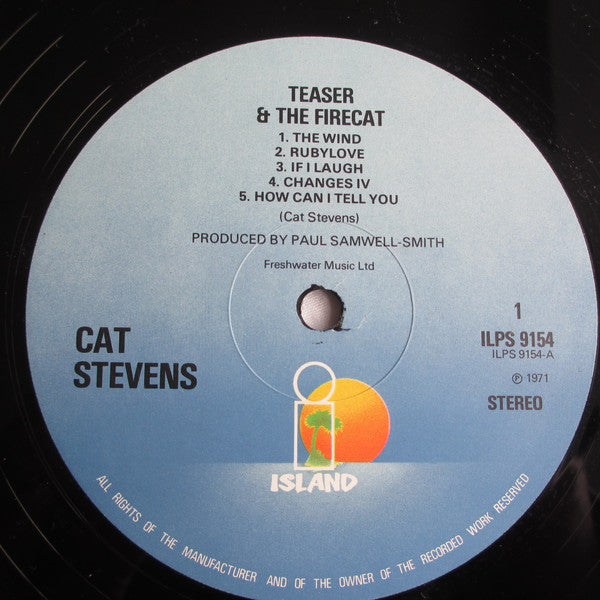 TEASER
& THE FIRECAT
1. THE WIND
2. RUBYLOVE
3. IF I LAUGH
4. CHANGES IV
5. HOW CAN I TELL YOU
(Cat Stevens)
PRODUCED BY PAUL SAMWELL-SMITH
Freshwater Music Ltd
CAT
STEVENS
1
ILPS 9154
ILPS 9154-A
℗ 1971
STEREO
i
ISLAND
ALL RIGHTS OF THE MANUFACTURER AND OF THE OWNER OF THE RECORDED WORK RESERVED